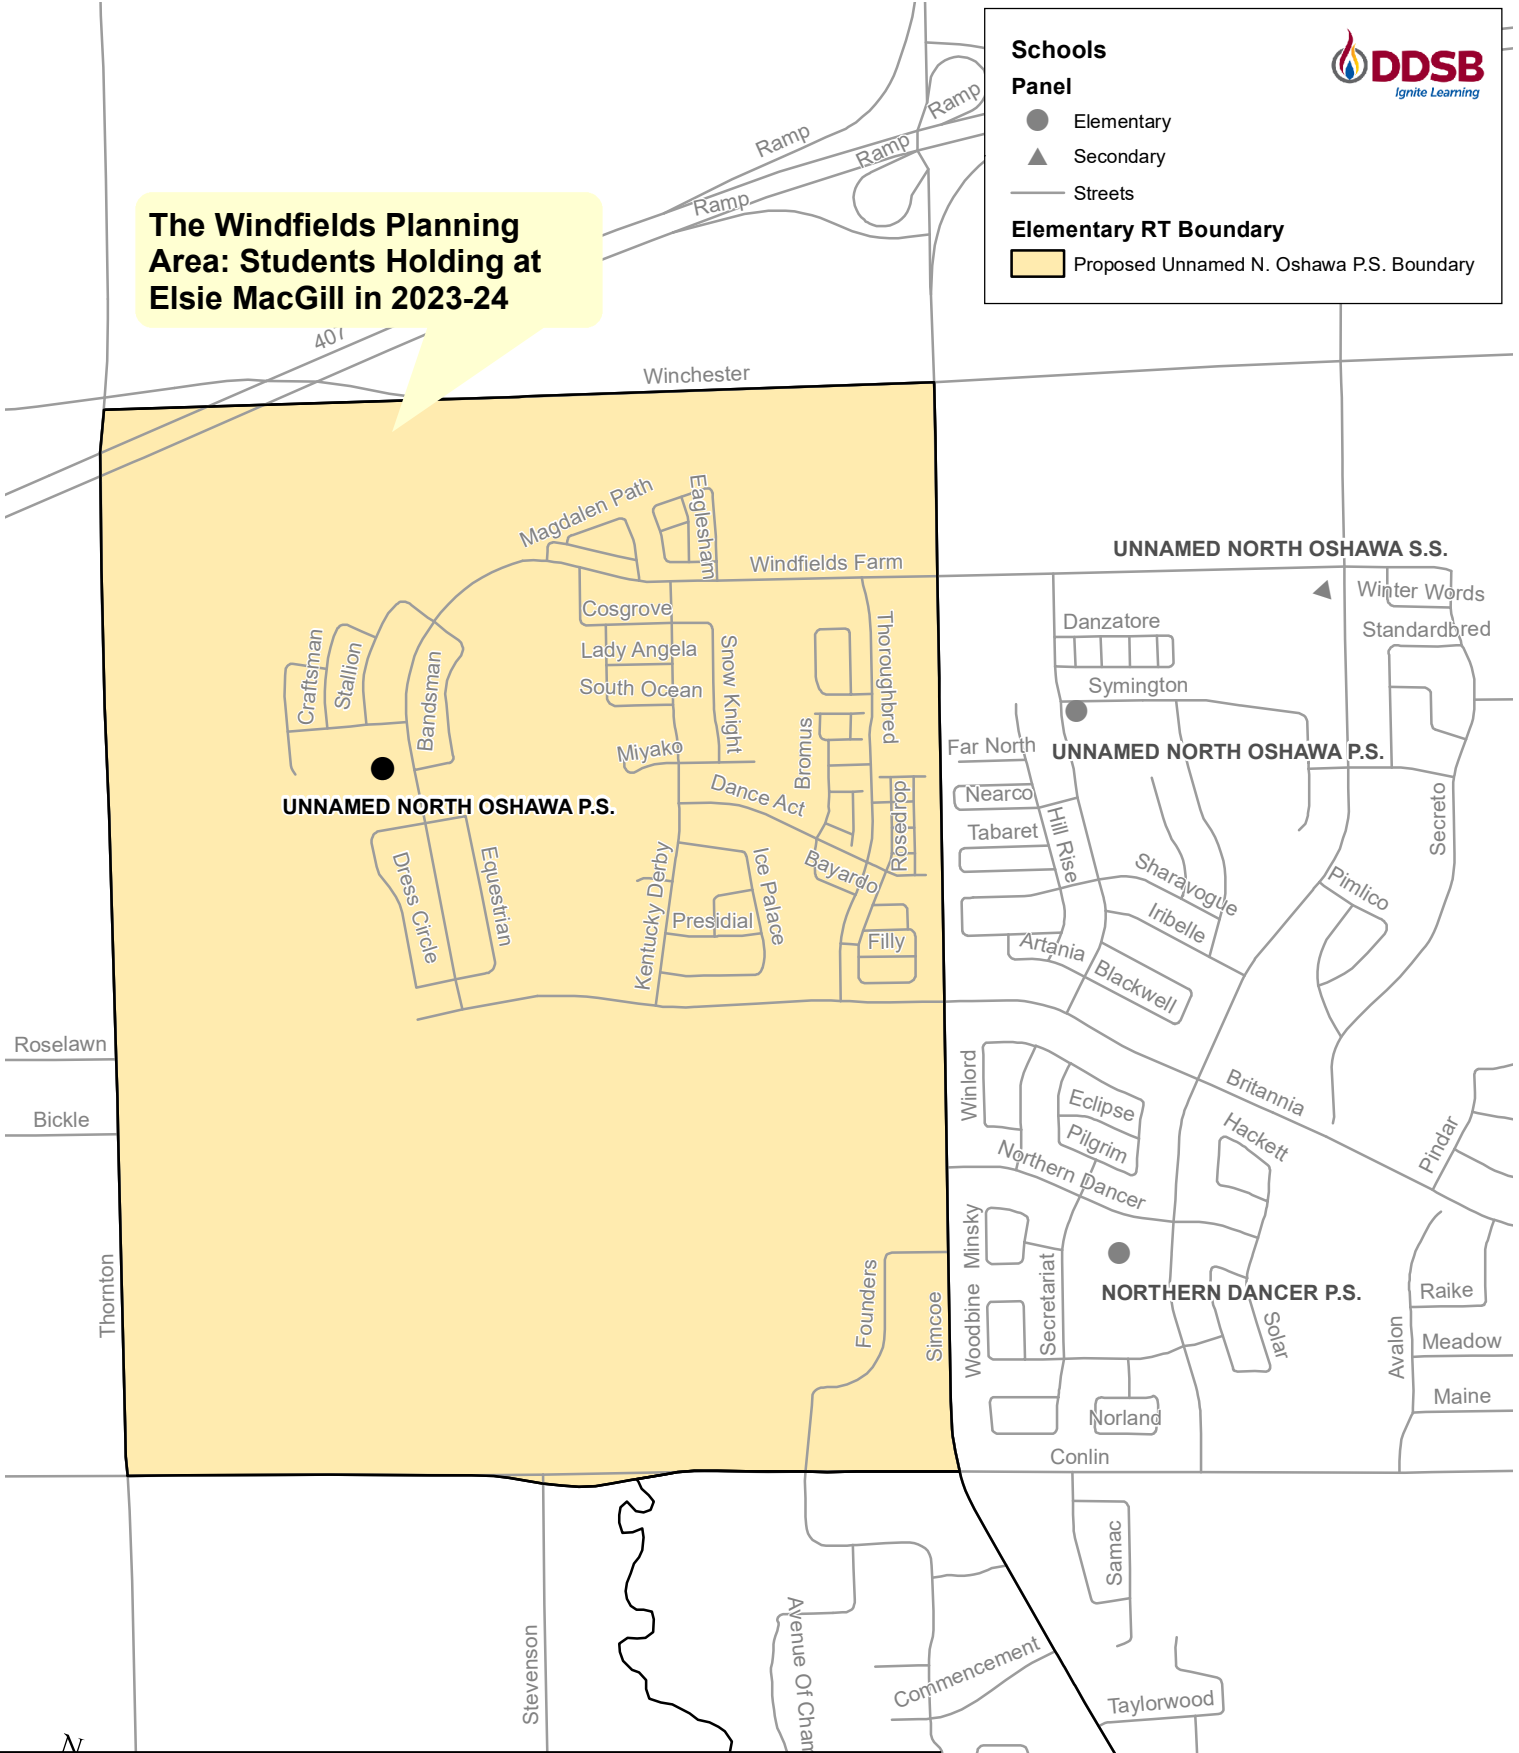 Schools
DDSB
Ignite Learning
Panel
Elementary
Secondary
Streets
Elementary RT Boundary
Proposed Unnamed N. Oshawa P.S. Boundary
Ramp
Ramp
Ramp
Ramp
The Windfields Planning
Area: Students Holding at
Elsie MacGill in 2023-24
407
Winchester
Magdalen Path
Eaglesham
Windfields Farm
UNNAMED NORTH OSHAWA S.S.
Winter Words
Cosgrove
Danzatore
Standardbred
Lady Angela
Snow Knight
Thoroughbred
Craftsman
Stallion
Bandsman
South Ocean
Symington
Miyako
Bromus
Far North
UNNAMED NORTH OSHAWA P.S.
UNNAMED NORTH OSHAWA P.S.
Dance Act
Nearco
Rosedrop
Tabaret
Hill Rise
Secreto
Dress Circle
Equestrian
Kentucky Derby
Ice Palace
Bayardo
Sharavogue
Pimlico
Presidial
Iribelle
Filly
Artania
Blackwell
Roselawn
Winlord
Britannia
Bickle
Eclipse
Pilgrim
Hackett
Pindar
Northern Dancer
Minsky
Thornton
Founders
Simcoe
Woodbine
Secretariat
NORTHERN DANCER P.S.
Solar
Raike
Avalon
Meadow
Maine
Norland
Conlin
Samac
Stevenson
Avenue Of Cham
Commencement
Taylorwood
N